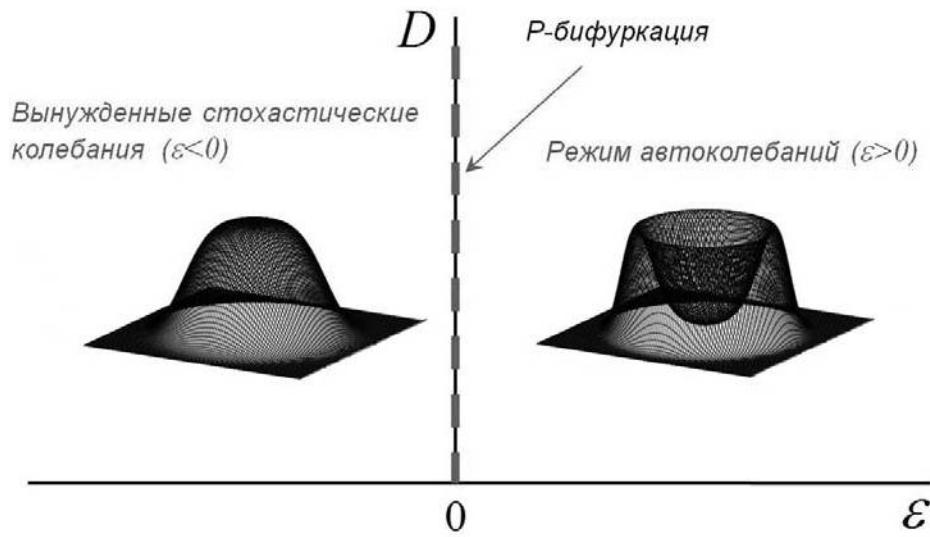 D
P-бифуркация
Вынужденные стохастические
колебания (ε<0)
Режим автоколебаний (ε>0)
0
ε